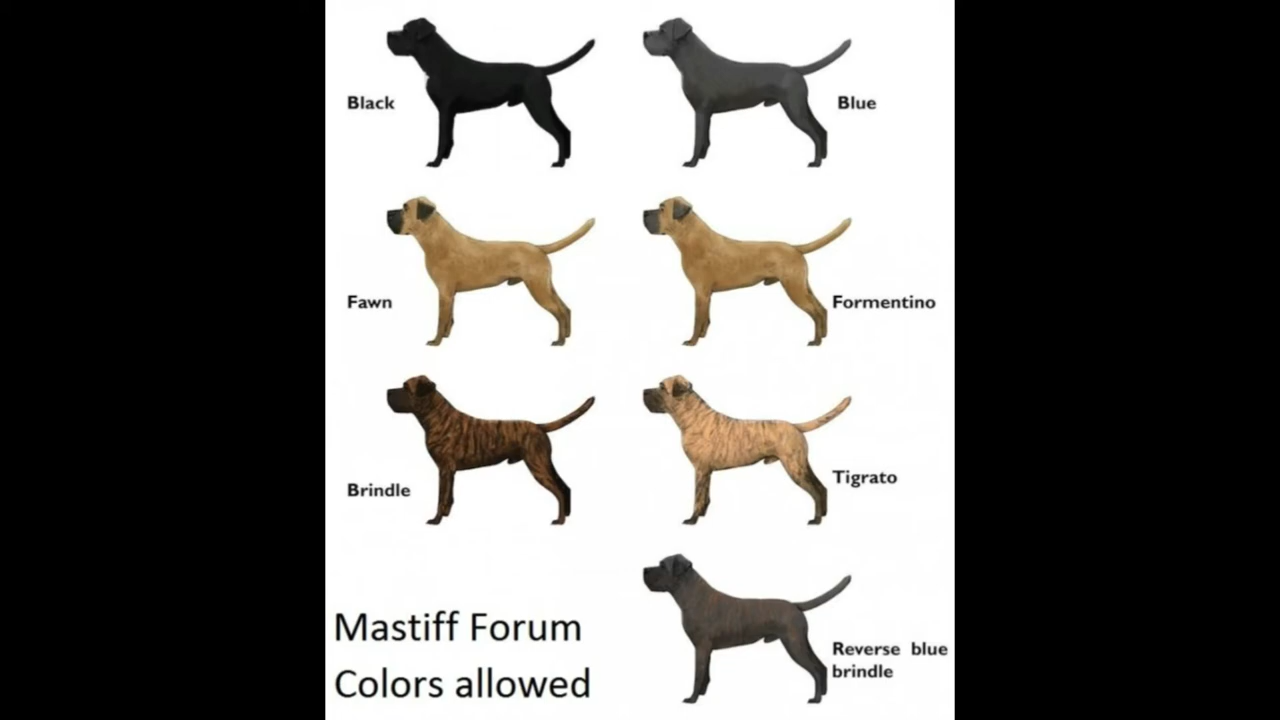 Black
Blue
Fawn
Formentino
Brindle
Tigrato
Mastiff Forum
Colors allowed
Reverse blue
brindle